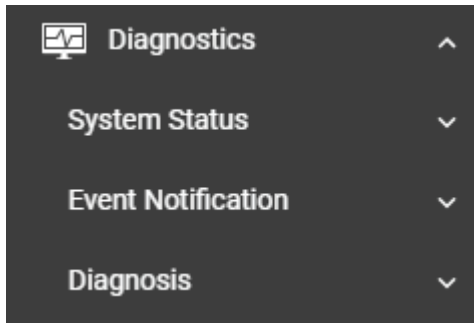 Diagnostics
System Status
Event Notification
Diagnosis